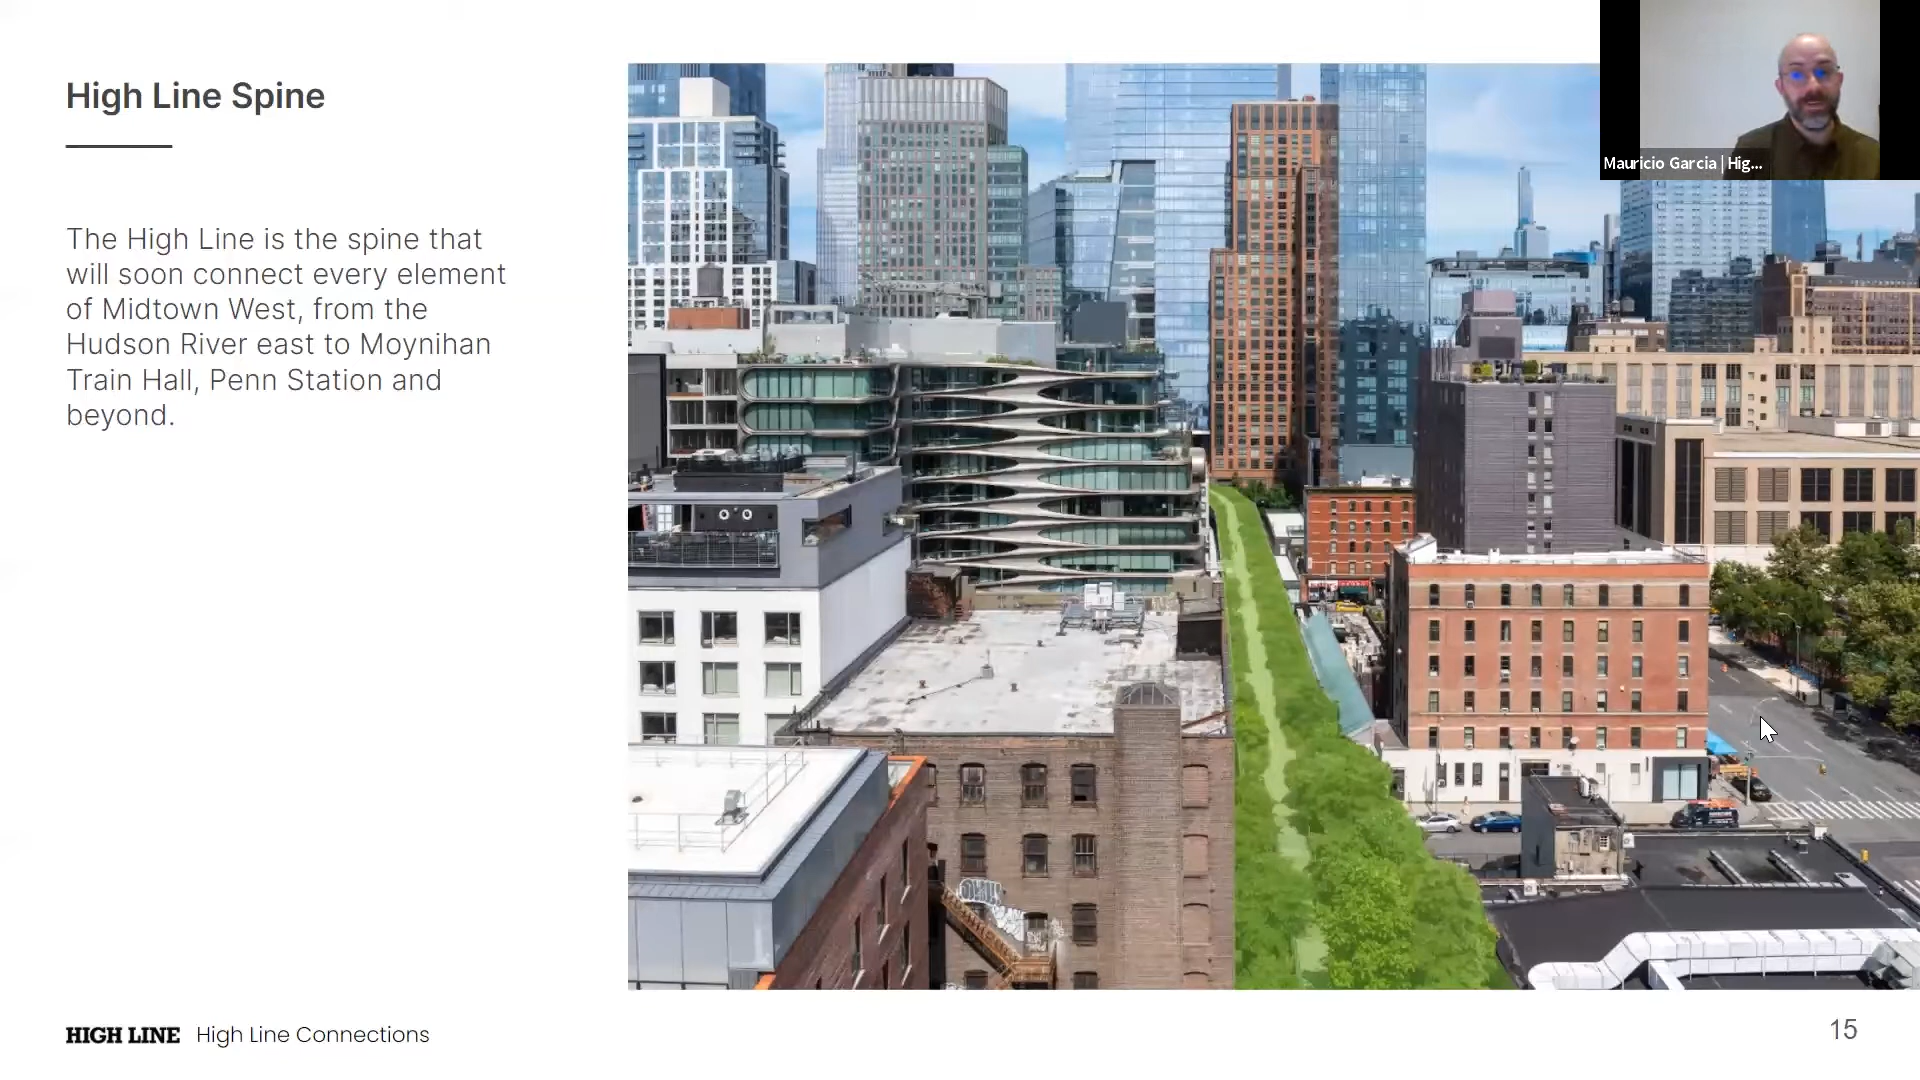 High Line Spine
The High Line is the spine that
will soon connect every element
of Midtown West, from the
Hudson River east to Moynihan
Train Hall, Penn Station and
beyond.
Mauricio Garcia | Hig...
HIGH LINE High Line Connections
15